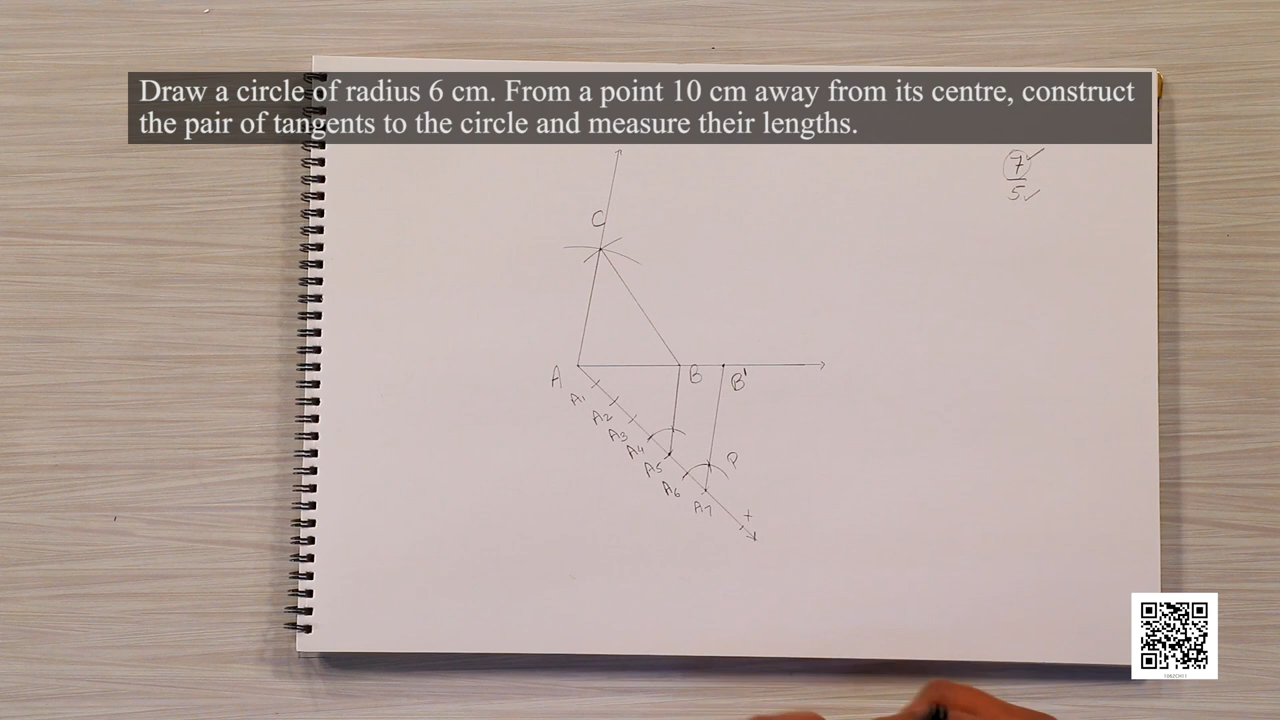 Draw a circle of radius 6 cm. From a point 10 cm away from its centre, construct
the pair of tangents to the circle and measure their lengths.
7
5
C
A
B
B'
A1
A2
A3
A4
A5
P
A6
A7
x